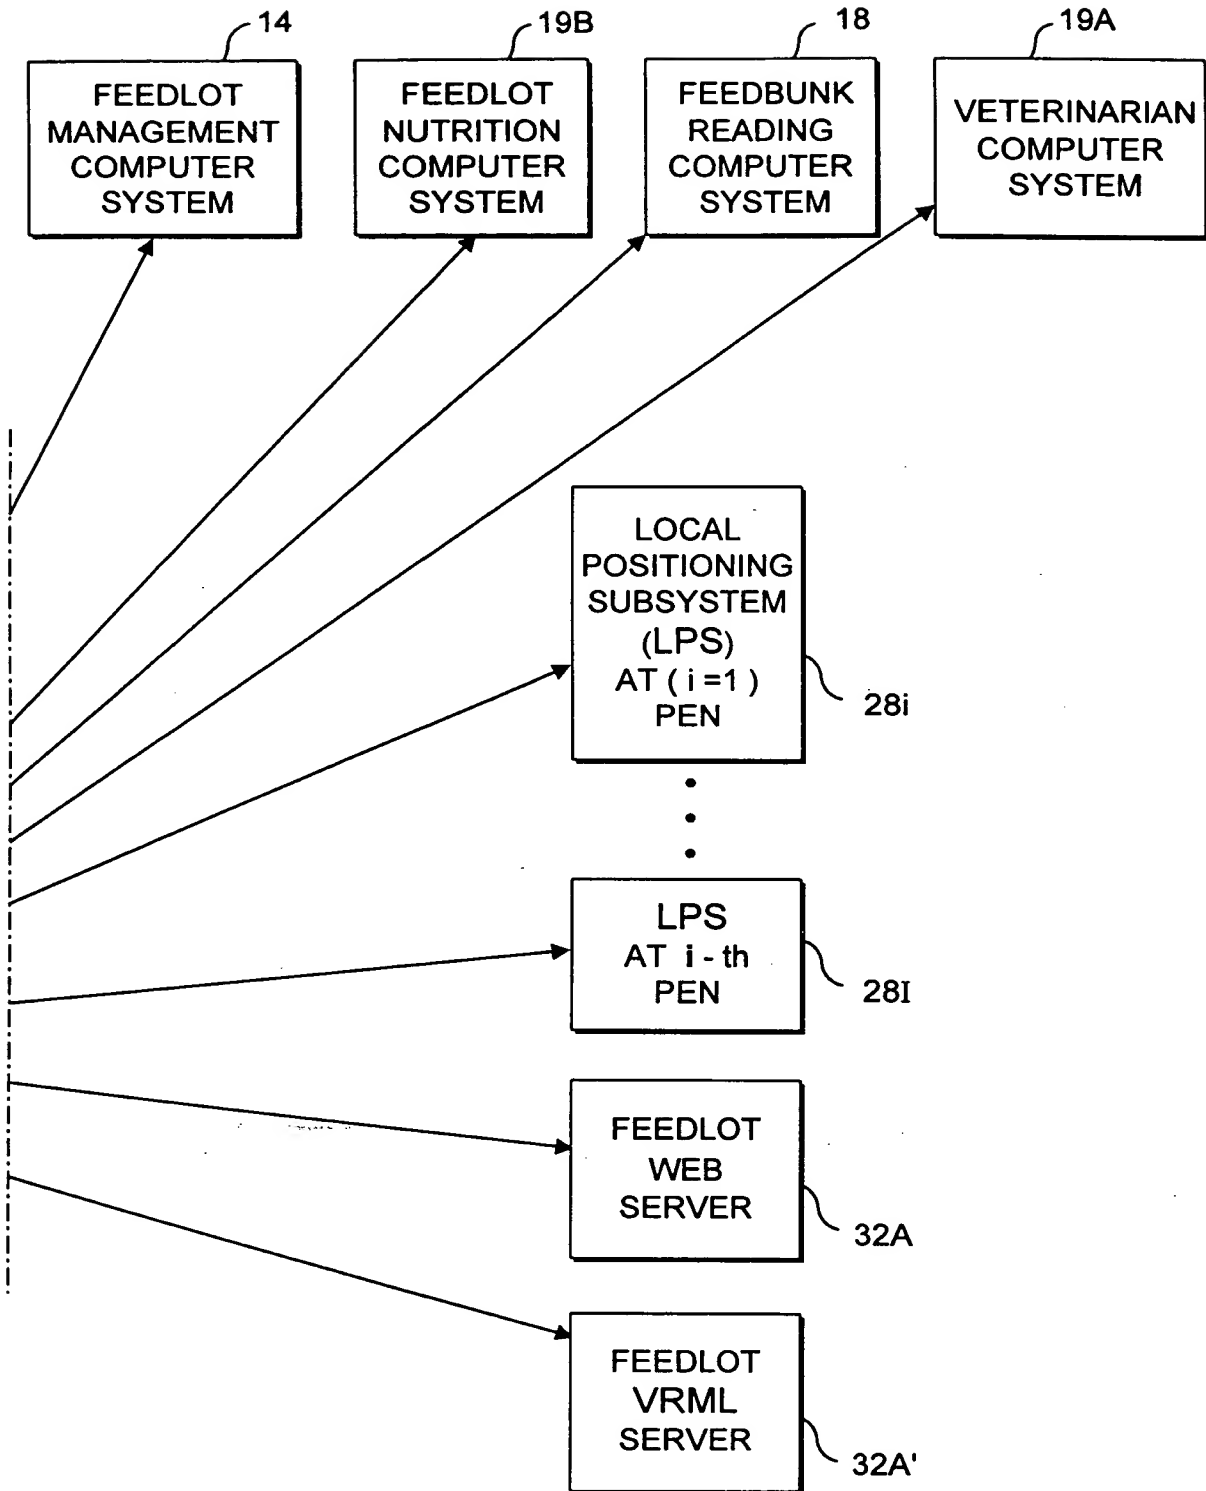 14
19B
18
19A
FEEDLOT
MANAGEMENT
COMPUTER
SYSTEM
FEEDLOT
NUTRITION
COMPUTER
SYSTEM
FEEDBUNK
READING
COMPUTER
SYSTEM
VETERINARIAN
COMPUTER
SYSTEM
LOCAL
POSITIONING
SUBSYSTEM
(LPS)
AT ( i =1 )
PEN
28i
LPS
AT i - th
PEN
28I
FEEDLOT
WEB
SERVER
32A
FEEDLOT
VRML
SERVER
32A'